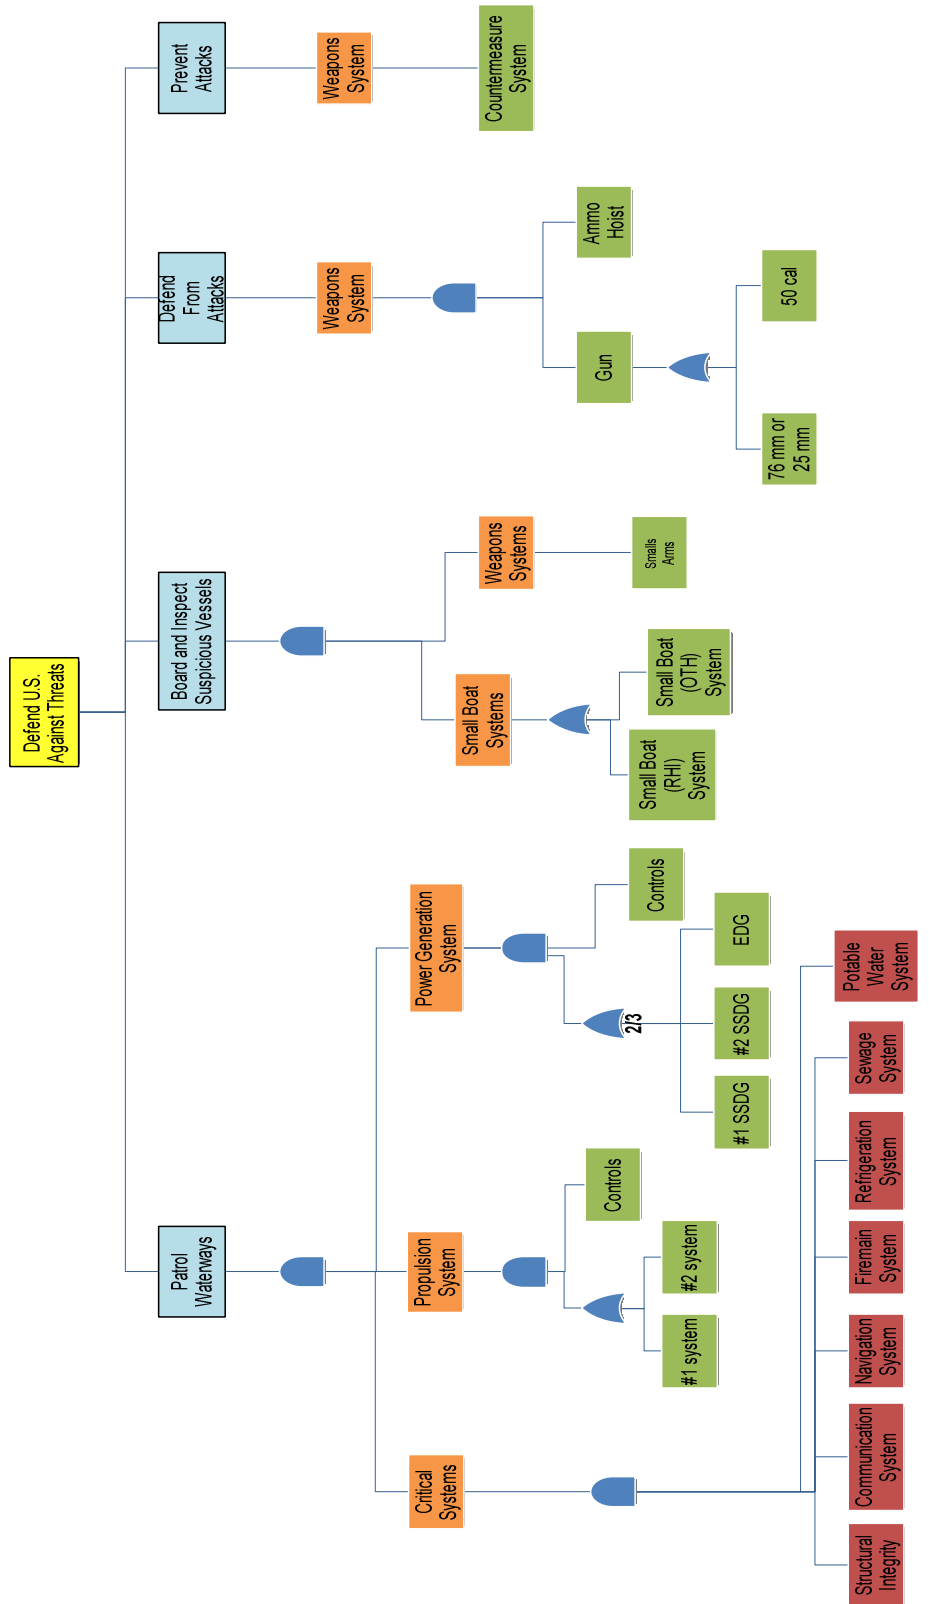 Defend U.S.
Against Threats
Patrol
Waterways
Board and Inspect
Suspicious Vessels
Defend
From
Attacks
Prevent
Attacks
Critical
Systems
Propulsion
System
Power Generation
System
Small Boat
Systems
Weapons
Systems
Weapons
System
Weapons
System
Structural
Integrity
Communication
System
Navigation
System
Firemain
System
Refrigeration
System
Sewage
System
Potable
Water
System
#1 system
#2 system
Controls
2/3
#1 SSDG
#2 SSDG
EDG
Controls
Small Boat
(RHI)
System
Small Boat
(OTH)
System
Smalls
Arms
Gun
Ammo
Hoist
76 mm or
25 mm
50 cal
Countermeasure
System